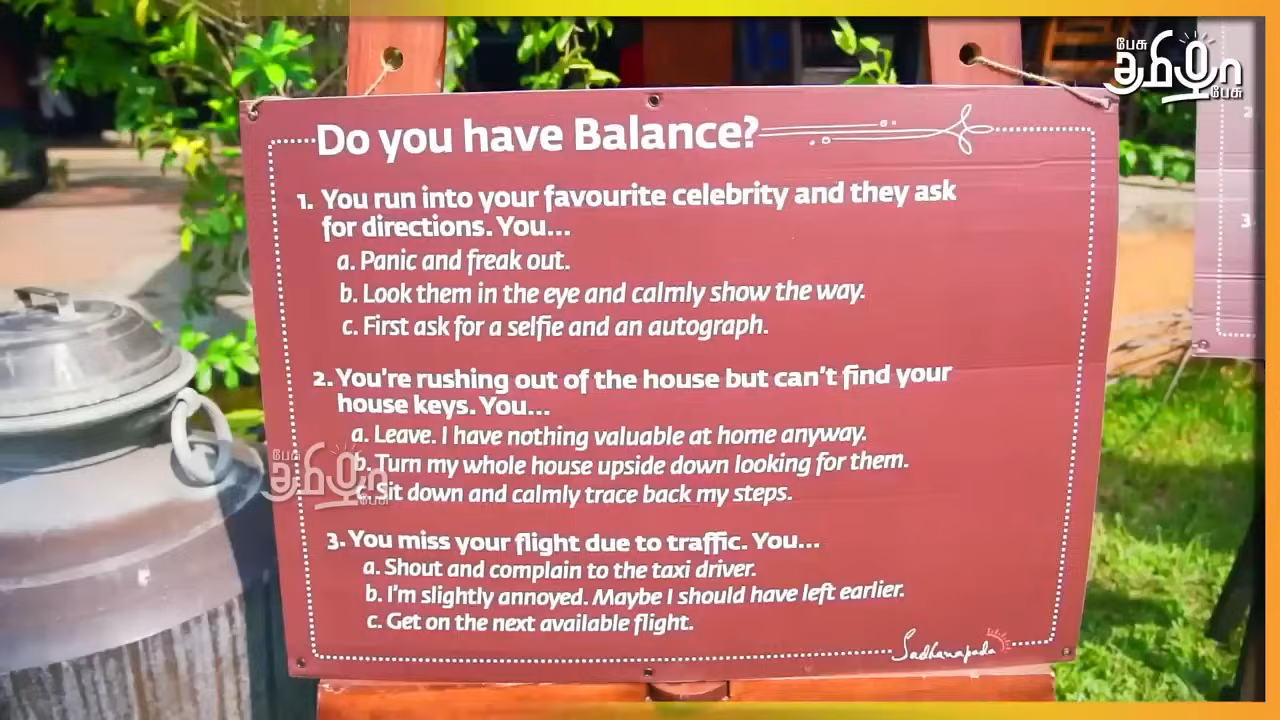 பேசு
தமிழா
பேசு
Do you have Balance?
1. You run into your favourite celebrity and they ask
for directions. You...
a. Panic and freak out.
b. Look them in the eye and calmly show the way.
c. First ask for a selfie and an autograph.
2. You're rushing out of the house but can't find your
house keys. You...
a. Leave. I have nothing valuable at home anyway.
b. Turn my whole house upside down looking for them.
c. Sit down and calmly trace back my steps.
பேசு
தமிழா
பேசு
3. You miss your flight due to traffic. You...
a. Shout and complain to the taxi driver.
b. I'm slightly annoyed. Maybe I should have left earlier.
c. Get on the next available flight.
Sadhanapada
2
3.